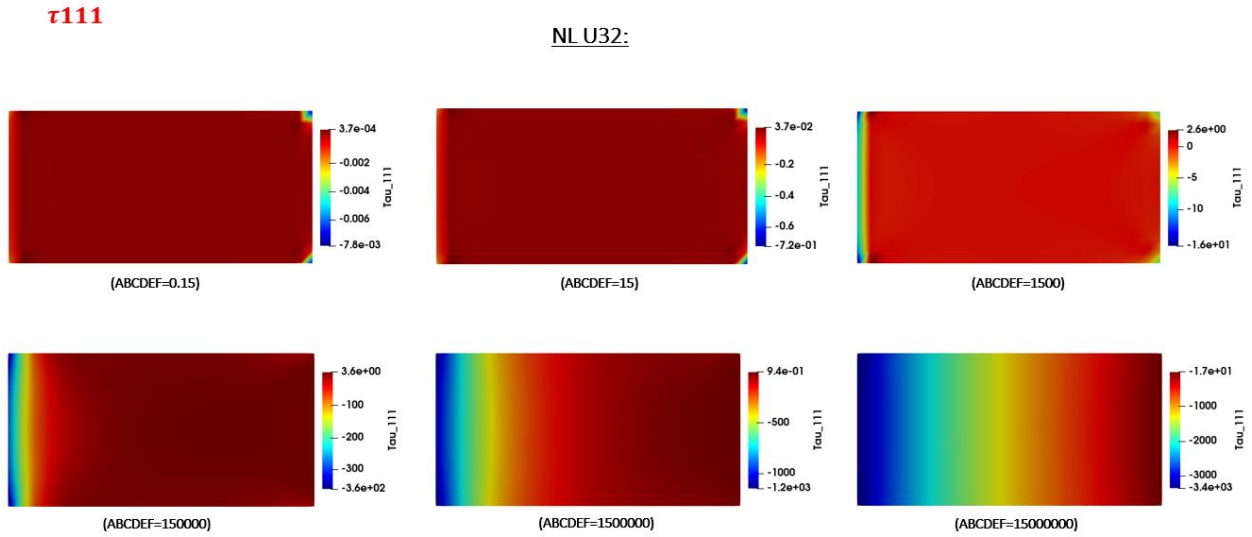 τ111
NL U32:
3.7e-04
-0.002
-0.004
-0.006
-7.8e-03
Tau_111
(ABCDEF=0.15)
3.7e-02
-0.2
-0.4
-0.6
-7.2e-01
Tau_111
(ABCDEF=15)
2.6e+00
0
-5
-10
-1.6e+01
Tau_111
(ABCDEF=1500)
3.6e+00
-100
-200
-300
-3.6e+02
Tau_111
(ABCDEF=150000)
9.4e-01
-500
-1000
-1.2e+03
Tau_111
(ABCDEF=1500000)
-1.7e+01
-1000
-2000
-3000
-3.4e+03
Tau_111
(ABCDEF=15000000)